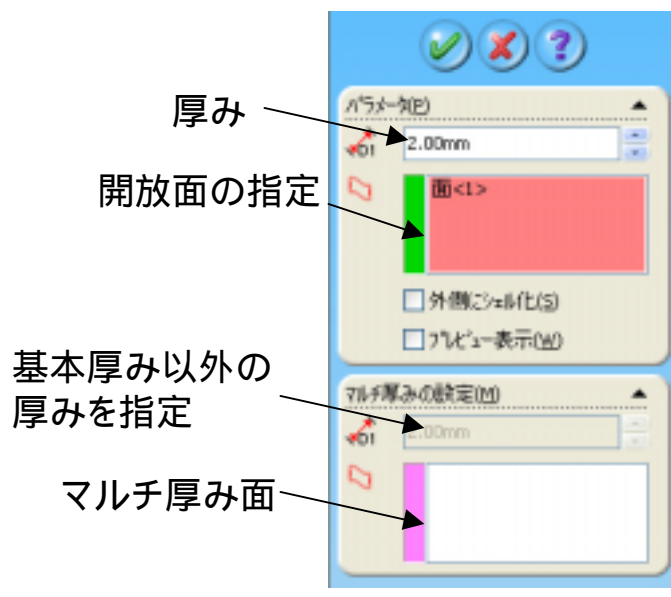 厚み
開放面の指定
基本厚み以外の
厚みを指定
マルチ厚み面
?
パラメータ(P)
D1
2.00mm
面<1>
外側にシェル化(S)
プレビュー表示(W)
マルチ厚みの設定(M)
D1
2.00mm